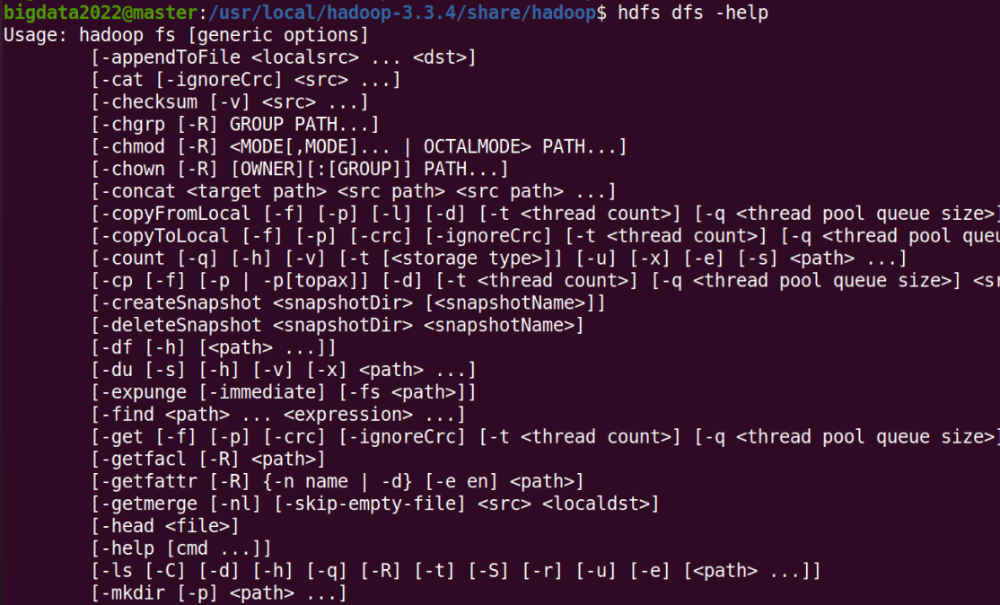 bigdata2022@master:/usr/local/hadoop-3.3.4/share/hadoop$ hdfs dfs -help
Usage: hadoop fs [generic options]
[-appendToFile <localsrc> ... <dst>]
[-cat [-ignoreCrc] <src> ...]
[-checksum [-v] <src> ...]
[-chgrp [-R] GROUP PATH...]
[-chmod [-R] <MODE[,MODE]... | OCTALMODE> PATH...]
[-chown [-R] [OWNER][:[GROUP]] PATH...]
[-concat <target path> <src path> <src path> ...]
[-copyFromLocal [-f] [-p] [-l] [-d] [-t <thread count>] [-q <thread pool queue size>]
[-copyToLocal [-f] [-p] [-crc] [-ignoreCrc] [-t <thread count>] [-q <thread pool
[-count [-q] [-h] [-v] [-t [<storage type>]] [-u] [-x] [-e] [-s] <path> ...]
[-cp [-f] [-p | -p[topax]] [-d] [-t <thread count>] [-q <thread pool queue size>]
[-createSnapshot <snapshotDir> [<snapshotName>]]
[-deleteSnapshot <snapshotDir> <snapshotName>]
[-df [-h] [<path> ...]]
[-du [-s] [-h] [-v] [-x] <path> ...]
[-expunge [-immediate] [-fs <path>]]
[-find <path> ... <expression> ...]
[-get [-f] [-p] [-crc] [-ignoreCrc] [-t <thread count>] [-q <thread pool queue size>]
[-getfacl [-R] <path>]
[-getfattr [-R] {-n name | -d} [-e en] <path>]
[-getmerge [-nl] [-skip-empty-file] <src> <localdst>]
[-head <file>]
[-help [cmd ...]]
[-ls [-C] [-d] [-h] [-q] [-R] [-t] [-S] [-r] [-u] [-e] [<path> ...]]
[-mkdir [-p] <path> ...]